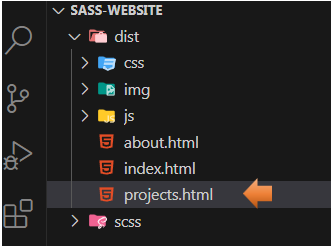 SASS-WEBSITE
dist
css
img
js
about.html
index.html
projects.html
scss